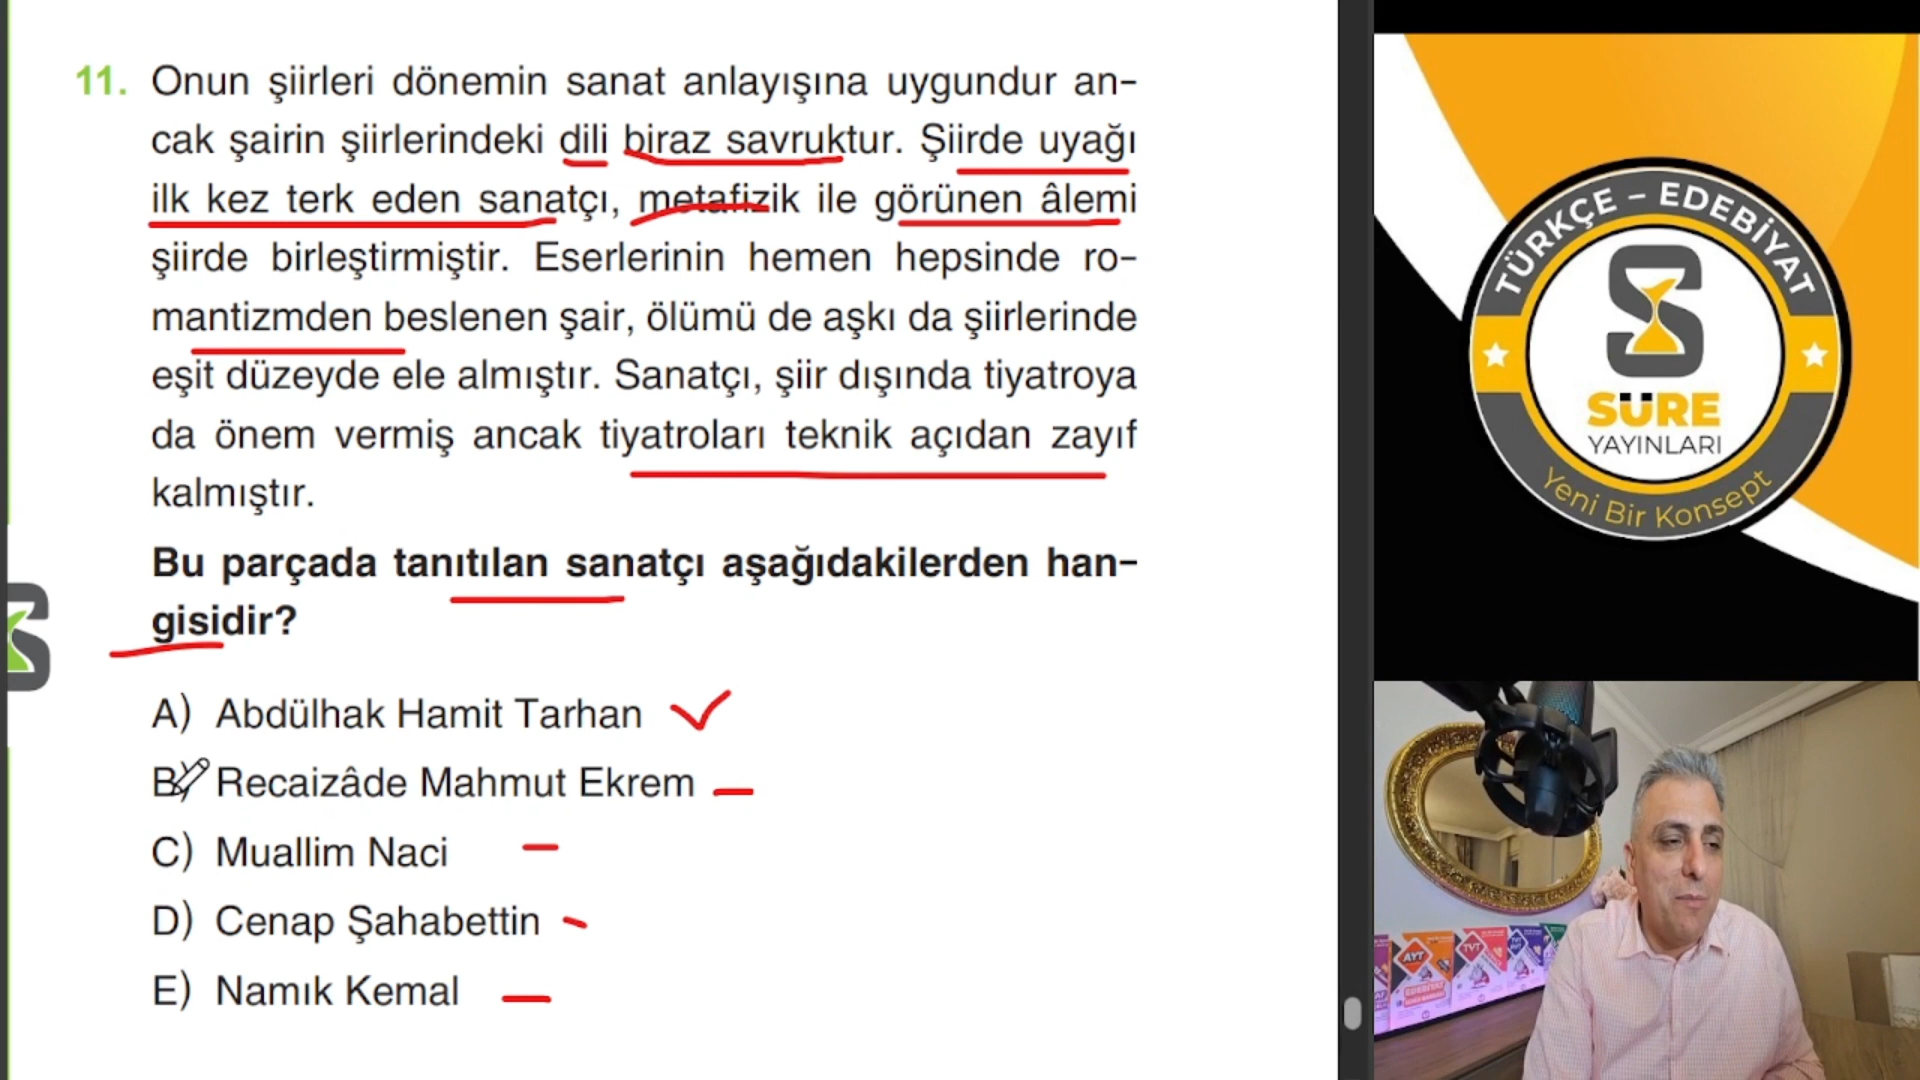 11. Onun şiirleri dönemin sanat anlayışına uygundur an-
cak şairin şiirlerindeki dili biraz savruktur. Şiirde uyağı
ilk kez terk eden sanatçı, metafizik ile görünen âlemi
şiirde birleştirmiştir. Eserlerinin hemen hepsinde ro-
mantizmden beslenen şair, ölümü de aşkı da şiirlerinde
eşit düzeyde ele almıştır. Sanatçı, şiir dışında tiyatroya
da önem vermiş ancak tiyatroları teknik açıdan zayıf
kalmıştır.
Bu parçada tanıtılan sanatçı aşağıdakilerden han-
gisidir?
A) Abdülhak Hamit Tarhan
B) Recaizâde Mahmut Ekrem
C) Muallim Naci
D) Cenap Şahabettin
E) Namık Kemal
TÜRKÇE – EDEBİYAT
SÜRE
YAYINLARI
Yeni Bir Konsept
AYT
TYT